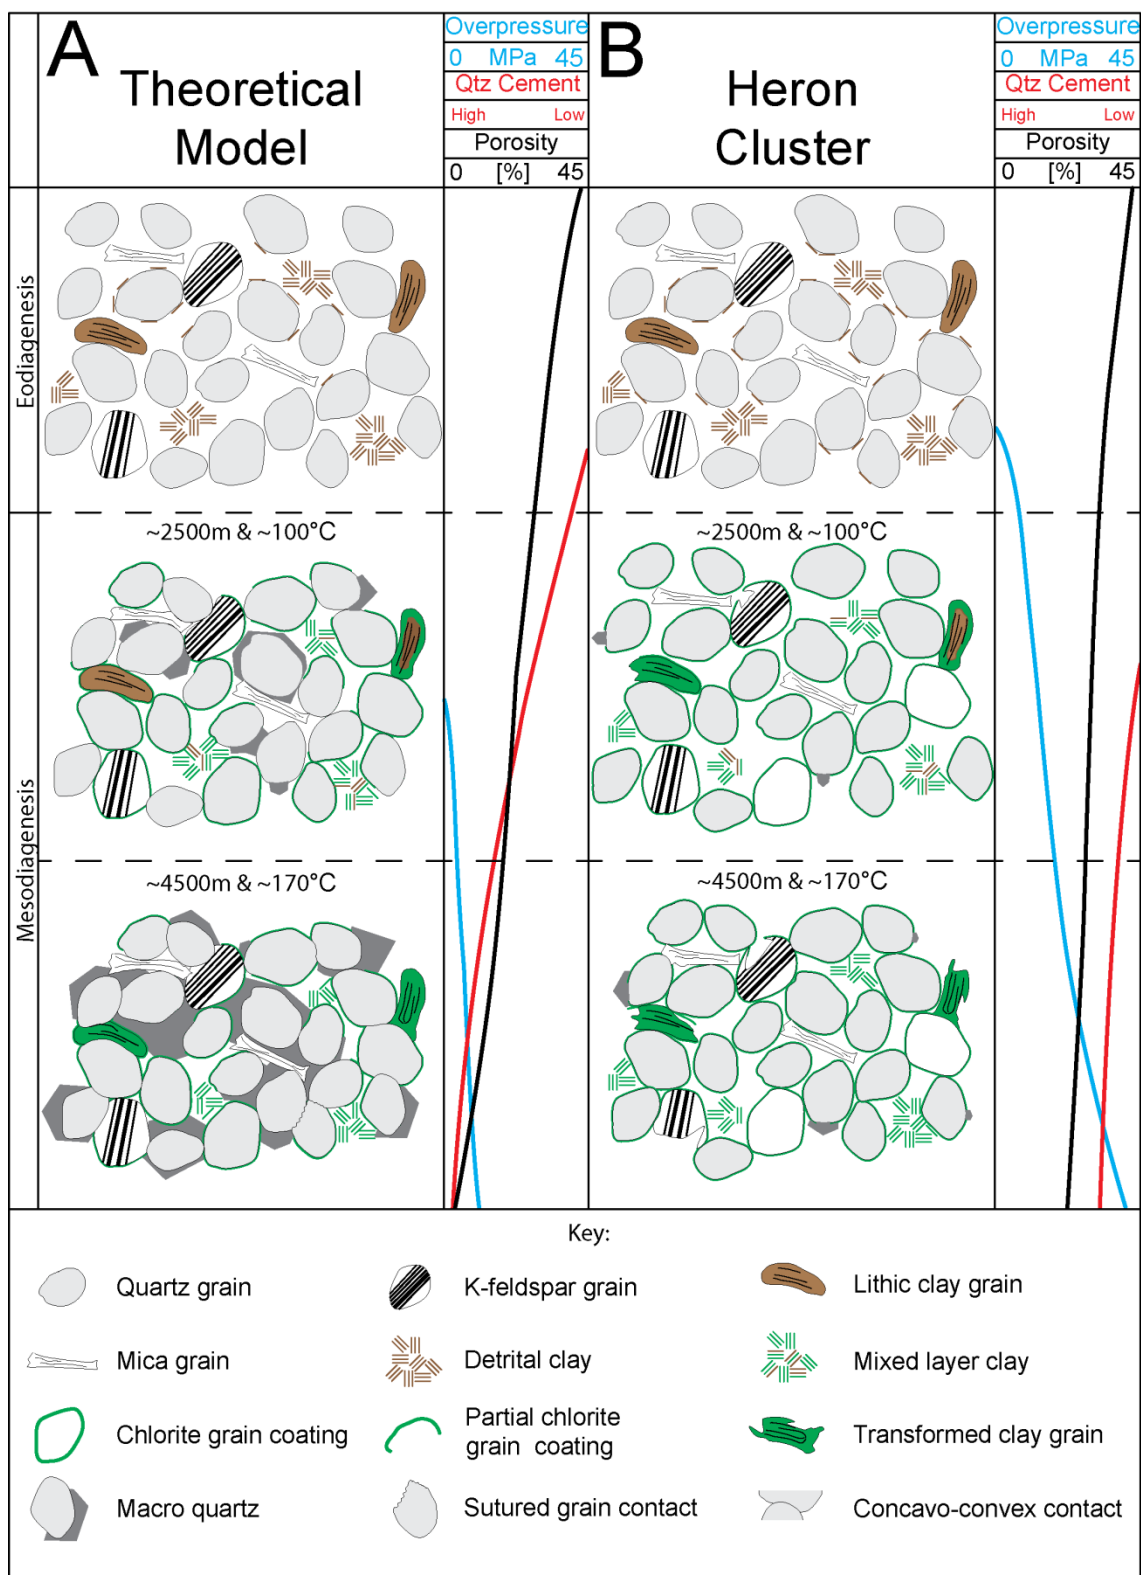 A
Theoretical
Model
Overpressure
0 MPa 45
Qtz Cement
High Low
Porosity
0 [%] 45
B
Heron
Cluster
Overpressure
0 MPa 45
Qtz Cement
High Low
Porosity
0 [%] 45
Eodiagenesis
Mesodiagenesis
~2500m & ~100°C
~2500m & ~100°C
~4500m & ~170°C
~4500m & ~170°C
Key:
Quartz grain
K-feldspar grain
Lithic clay grain
Mica grain
Detrital clay
Mixed layer clay
Chlorite grain coating
Partial chlorite
grain coating
Transformed clay grain
Macro quartz
Sutured grain contact
Concavo-convex contact